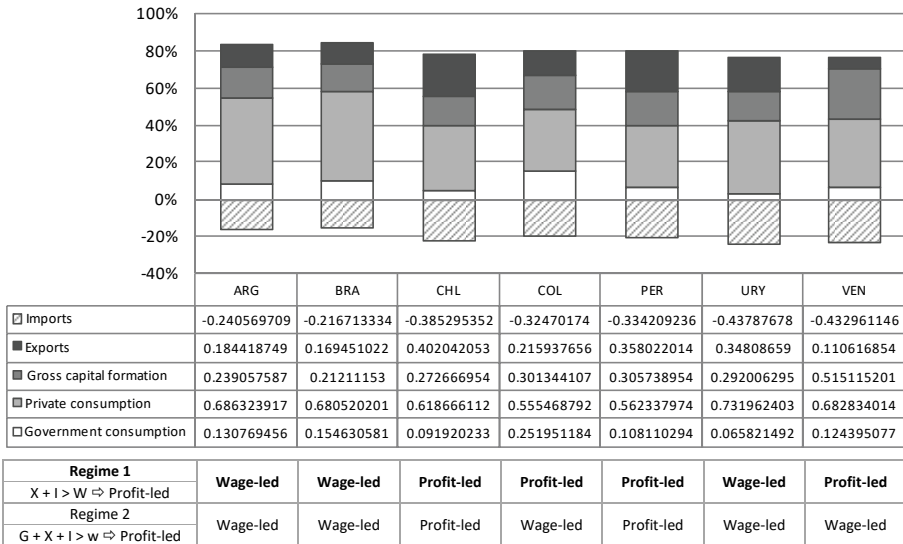 100%
80%
60%
40%
20%
0%
-20%
-40%
ARG BRA CHL COL PER URY VEN
Imports -0.240569709 -0.216713334 -0.385295352 -0.32470174 -0.334209236 -0.43787678 -0.432961146
Exports 0.184418749 0.169451022 0.402042053 0.215937656 0.358022014 0.34808659 0.110616854
Gross capital formation 0.239057587 0.21211153 0.272666954 0.301344107 0.305738954 0.292006295 0.515115201
Private consumption 0.686323917 0.680520201 0.618666112 0.555468792 0.562337974 0.731962403 0.682834014
Government consumption 0.130769456 0.154630581 0.091920233 0.251951184 0.108110294 0.065821492 0.124395077
Regime 1
X + I > W ⇨ Profit-led
Wage-led Wage-led Profit-led Profit-led Profit-led Wage-led Profit-led
Regime 2
G + X + I > w ⇨ Profit-led
Wage-led Wage-led Profit-led Wage-led Profit-led Wage-led Wage-led